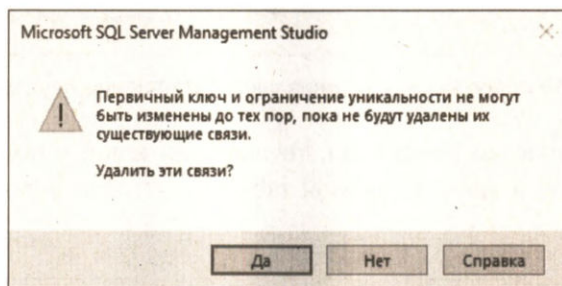 Microsoft SQL Server Management Studio
Первичный ключ и ограничение уникальности не могут
быть изменены до тех пор, пока не будут удалены их
существующие связи.
Удалить эти связи?
Да
Нет
Справка